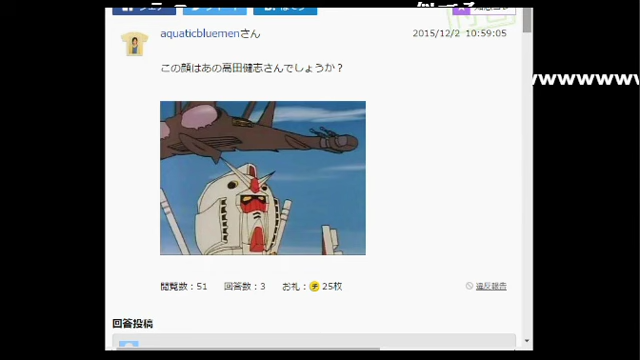 aquaticbluemenさん
2015/12/2 10:59:05
この顔はあの高田健志さんでしょうか？
wwwwwwwwww
閲覧数：51 回答数：3 お礼： 25枚
違反報告
回答投稿